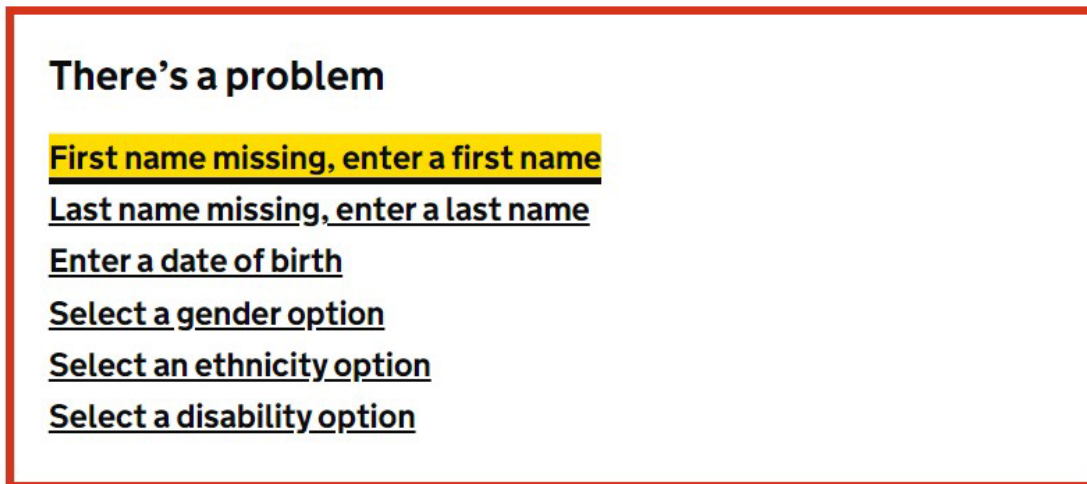 There’s a problem
First name missing, enter a first name
Last name missing, enter a last name
Enter a date of birth
Select a gender option
Select an ethnicity option
Select a disability option